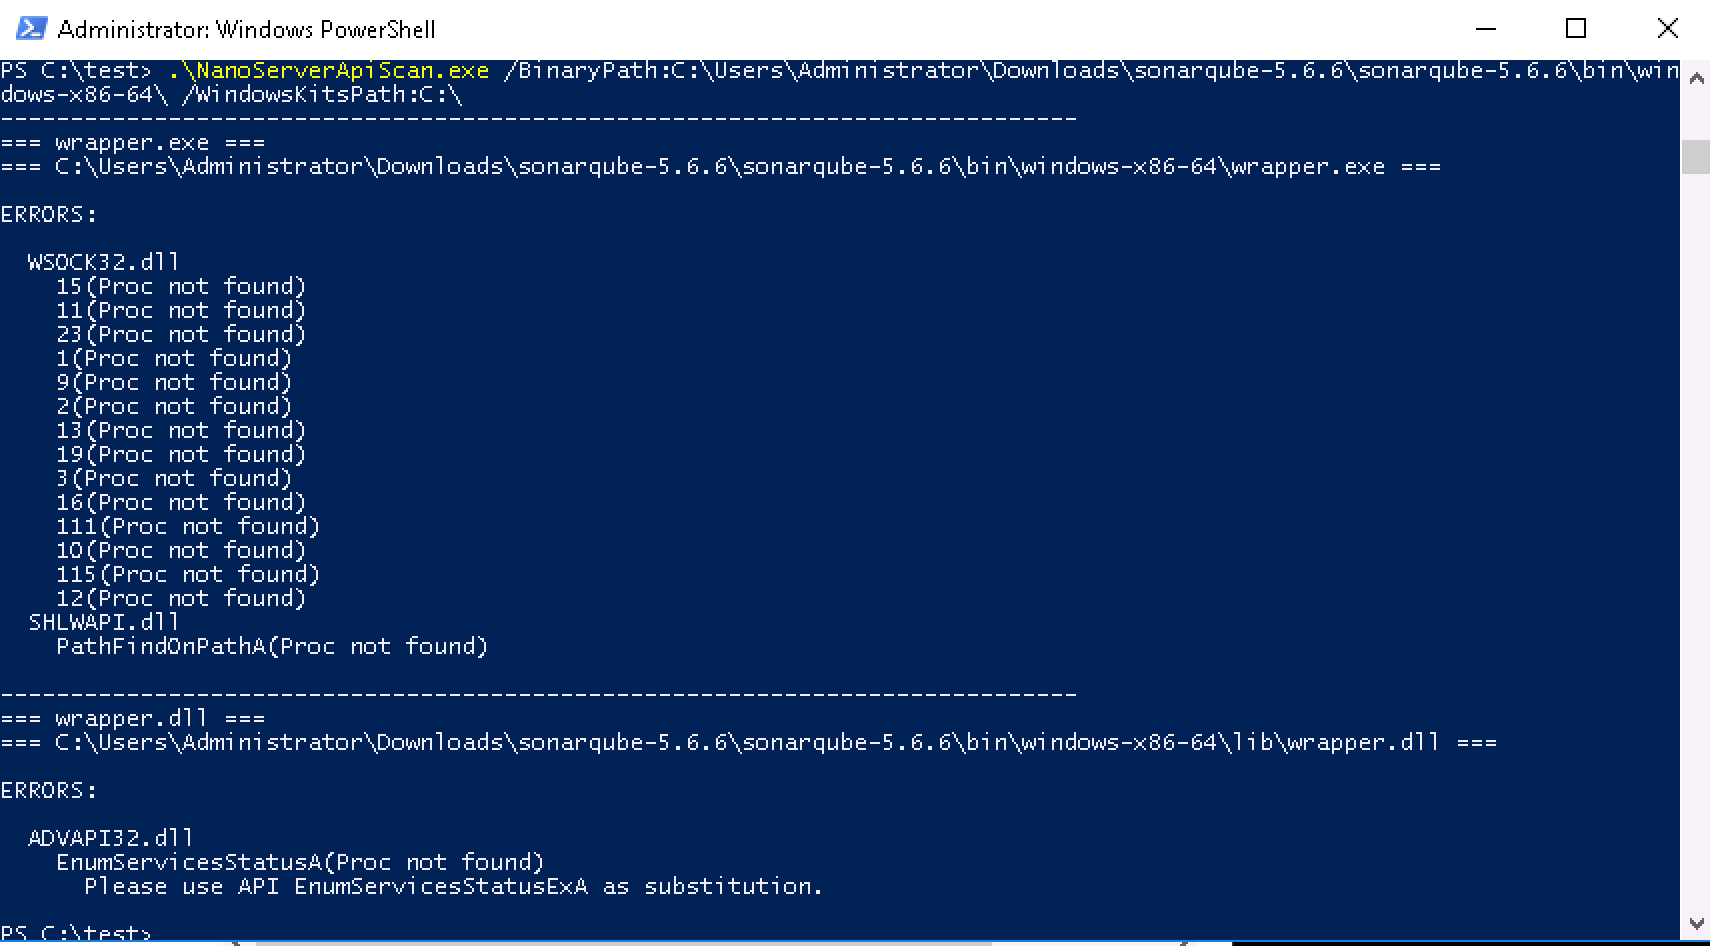 Administrator: Windows PowerShell
PS C:\test> .\NanoServerApiScan.exe /BinaryPath:C:\Users\Administrator\Downloads\sonarqube-5.6.6\sonarqube-5.6.6\bin\win
dows-x86-64\ /WindowsKitsPath:C:\
-----------------------------------------------------------------------------
=== wrapper.exe ===
=== C:\Users\Administrator\Downloads\sonarqube-5.6.6\sonarqube-5.6.6\bin\windows-x86-64\wrapper.exe ===
ERRORS:
WSOCK32.dll
15(Proc not found)
11(Proc not found)
23(Proc not found)
1(Proc not found)
9(Proc not found)
2(Proc not found)
13(Proc not found)
19(Proc not found)
3(Proc not found)
16(Proc not found)
111(Proc not found)
10(Proc not found)
115(Proc not found)
12(Proc not found)
SHLWAPI.dll
PathFindOnPathA(Proc not found)
-----------------------------------------------------------------------------
=== wrapper.dll ===
=== C:\Users\Administrator\Downloads\sonarqube-5.6.6\sonarqube-5.6.6\bin\windows-x86-64\lib\wrapper.dll ===
ERRORS:
ADVAPI32.dll
EnumServicesStatusA(Proc not found)
Please use API EnumServicesStatusExA as substitution.
PS C:\test>